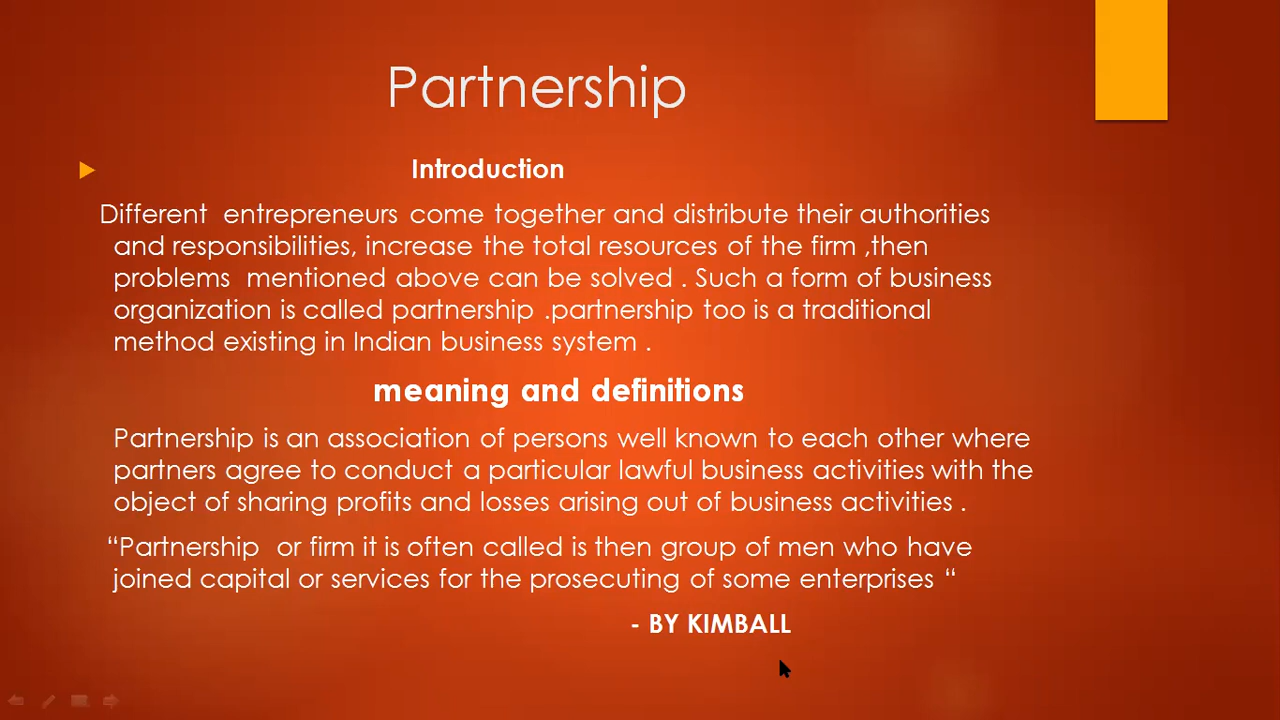 Partnership
Introduction
Different entrepreneurs come together and distribute their authorities
and responsibilities, increase the total resources of the firm ,then
problems mentioned above can be solved . Such a form of business
organization is called partnership .partnership too is a traditional
method existing in Indian business system .
meaning and definitions
Partnership is an association of persons well known to each other where
partners agree to conduct a particular lawful business activities with the
object of sharing profits and losses arising out of business activities .
“Partnership or firm it is often called is then group of men who have
joined capital or services for the prosecuting of some enterprises “
- BY KIMBALL